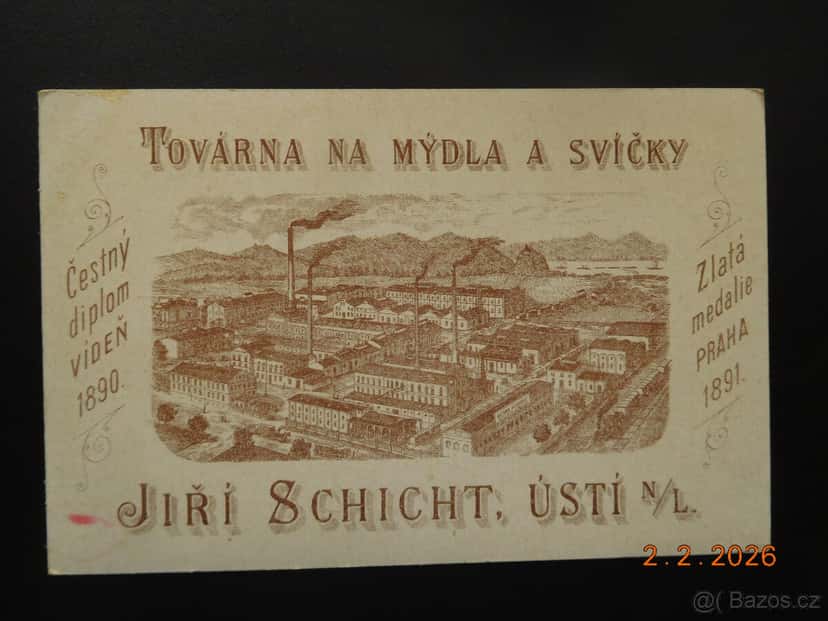 TOVÁRNA NA MÝDLA A SVÍČKY
Čestný
diplom
VIDEŇ
1890.
Zlatá
medalie
PRAHA
1891.
JIŘÍ SCHICHT, ÚSTÍ N/L.
2.2.2026
@( Bazos.cz